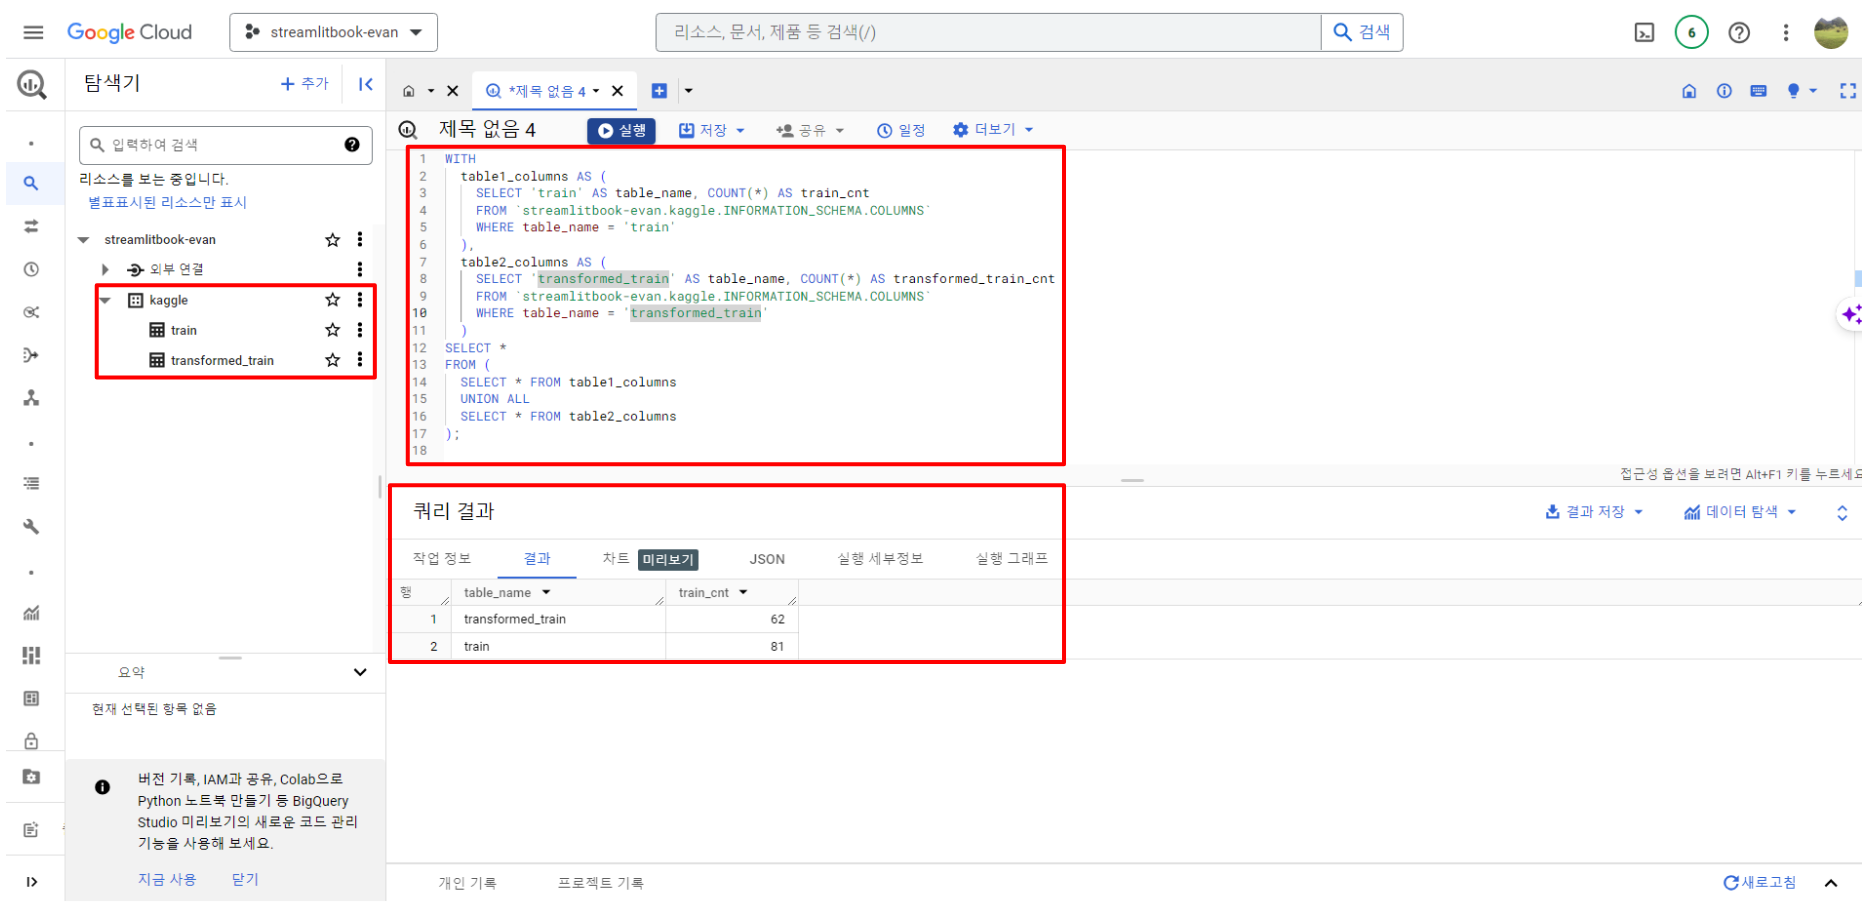 Google Cloud
streamlitbook-evan
리소스, 문서, 제품 등 검색(/)
검색
6
탐색기
추가
*제목 없음 4
입력하여 검색
리소스를 보는 중입니다.
별표표시된 리소스만 표시
streamlitbook-evan
외부 연결
kaggle
train
transformed_train
요약
현재 선택된 항목 없음
버전 기록, IAM과 공유, Colab으로
Python 노트북 만들기 등 BigQuery
Studio 미리보기의 새로운 코드 관리
기능을 사용해 보세요.
지금 사용 닫기
제목 없음 4
실행
저장
공유
일정
더보기
1 WITH
2 table1_columns AS (
3 SELECT 'train' AS table_name, COUNT(*) AS train_cnt
4 FROM `streamlitbook-evan.kaggle.INFORMATION_SCHEMA.COLUMNS`
5 WHERE table_name = 'train'
6 ),
7 table2_columns AS (
8 SELECT 'transformed_train' AS table_name, COUNT(*) AS transformed_train_cnt
9 FROM `streamlitbook-evan.kaggle.INFORMATION_SCHEMA.COLUMNS`
10 WHERE table_name = 'transformed_train'
11 )
12 SELECT *
13 FROM (
14 SELECT * FROM table1_columns
15 UNION ALL
16 SELECT * FROM table2_columns
17 );
18
접근성 옵션을 보려면 Alt+F1 키를 누르세요
쿼리 결과
결과 저장
데이터 탐색
작업 정보 결과 차트 미리보기 JSON 실행 세부정보 실행 그래프
행 table_name train_cnt
1 transformed_train 62
2 train 81
개인 기록 프로젝트 기록
새로고침